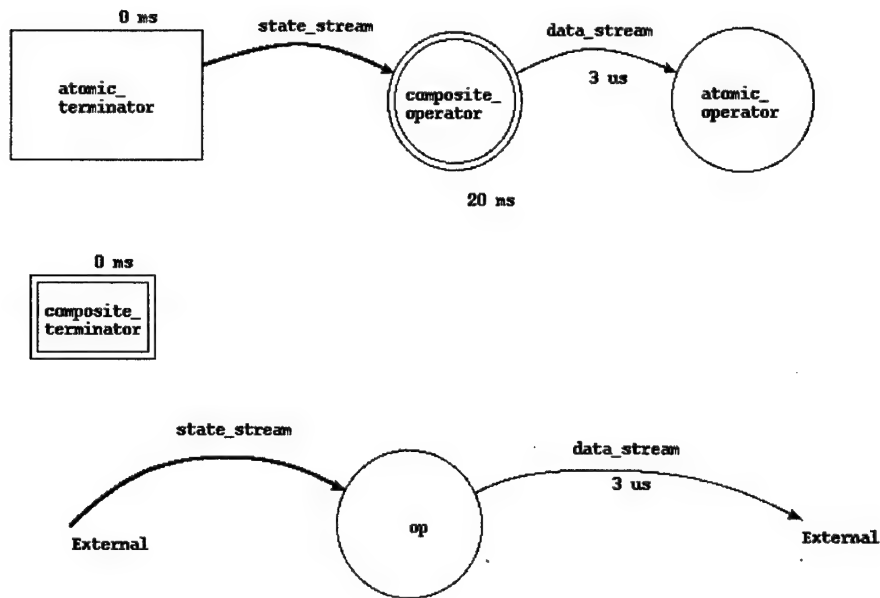 0 ms
state_stream
data_stream
atomic_
terminator
composite_
operator
3 us
atomic_
operator
20 ms
0 ms
composite_
terminator
state_stream
data_stream
3 us
op
External
External